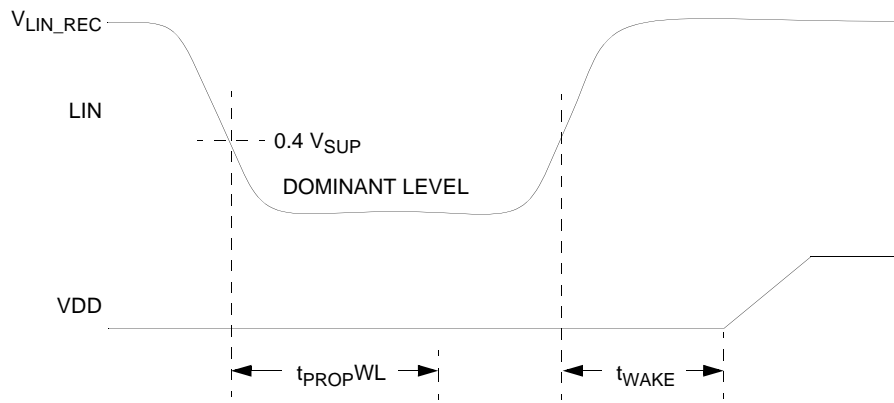 VLIN_REC
LIN
0.4 VSUP
DOMINANT LEVEL
VDD
tPROPWL
tWAKE